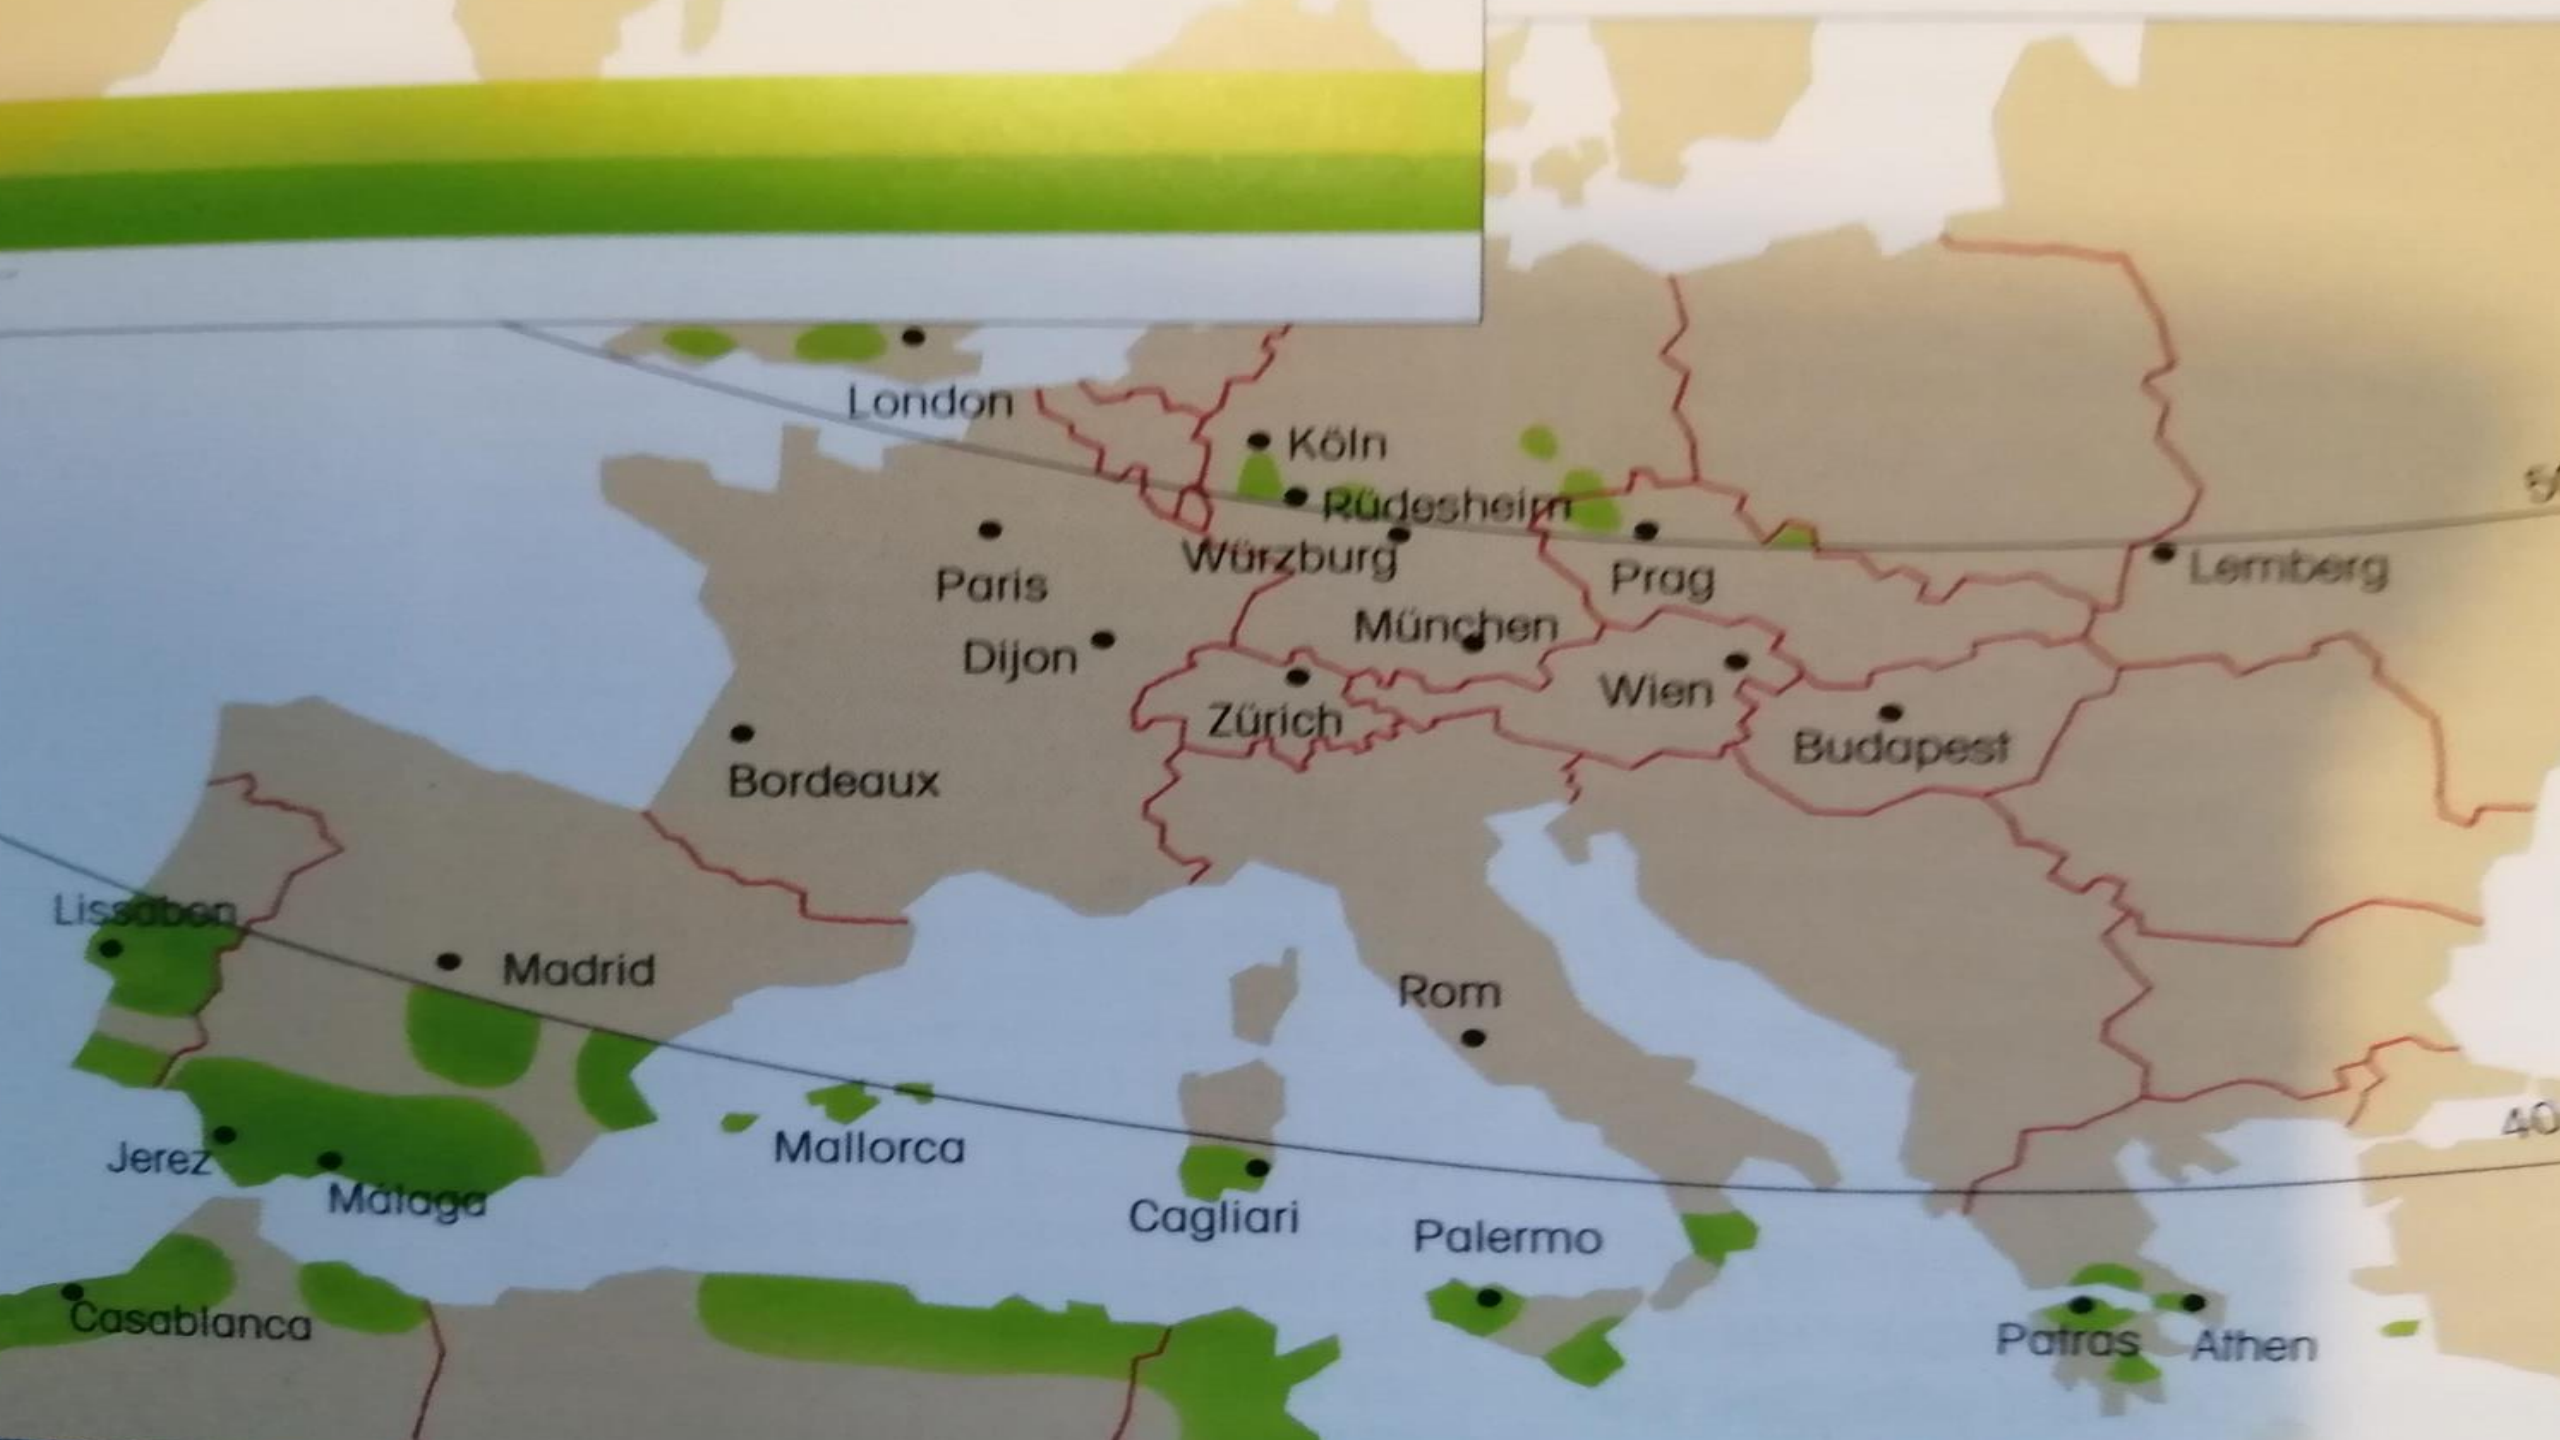 London
Köln
Rüdesheim
Würzburg
Paris
Prag
Lemberg
München
Dijon
Wien
Zürich
Budapest
Bordeaux
Lissabon
Madrid
Rom
40
Mallorca
Jerez
Málaga
Cagliari
Palermo
Casablanca
Patras
Athen